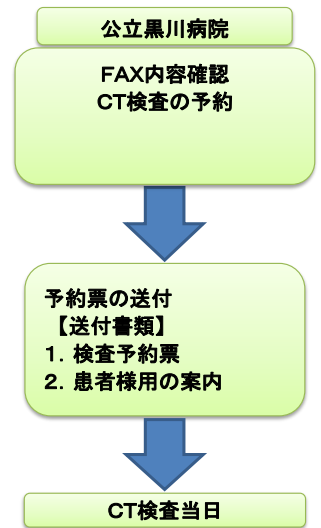 公立黒川病院
FAX内容確認
CT検査の予約
予約票の送付
【送付書類】
１．検査予約票
２．患者様用の案内
CT検査当日